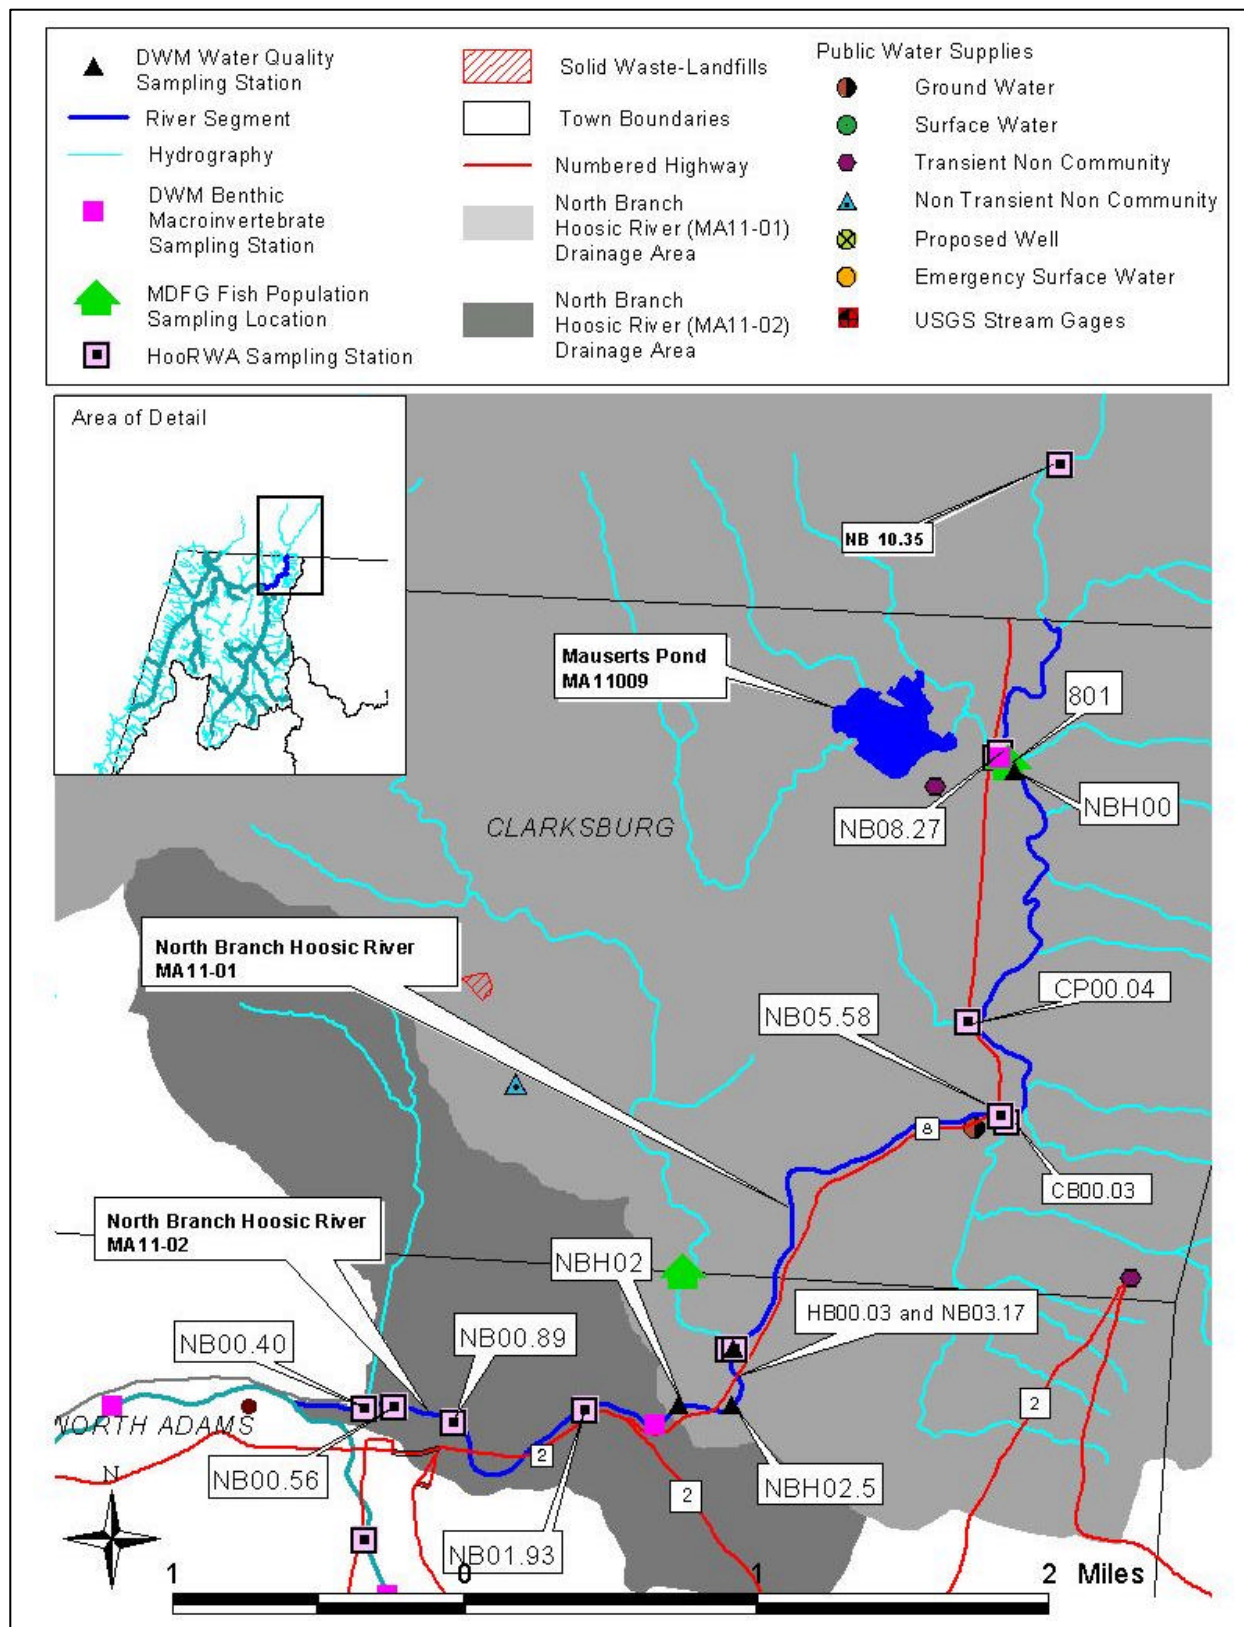 DWM Water Quality
Sampling Station
River Segment
Hydrography
DWM Benthic
Macroinvertebrate
Sampling Station
MDFG Fish Population
Sampling Location
HooRWA Sampling Station
Solid Waste-Landfills
Town Boundaries
Numbered Highway
North Branch
Hoosic River (MA11-01)
Drainage Area
North Branch
Hoosic River (MA11-02)
Drainage Area
Public Water Supplies
Ground Water
Surface Water
Transient Non Community
Non Transient Non Community
Proposed Well
Emergency Surface Water
USGS Stream Gages
Area of Detail
NB 10.35
Mauserts Pond
MA11009
801
NBH00
NB08.27
CLARKSBURG
North Branch Hoosic River
MA11-01
CP00.04
NB05.58
8
CB00.03
North Branch Hoosic River
MA11-02
NBH02
HB00.03 and NB03.17
NB00.40
NB00.89
NORTH ADAMS
2
2
2
N
NB00.56
NBH02.5
NB01.93
1
0
1
2 Miles